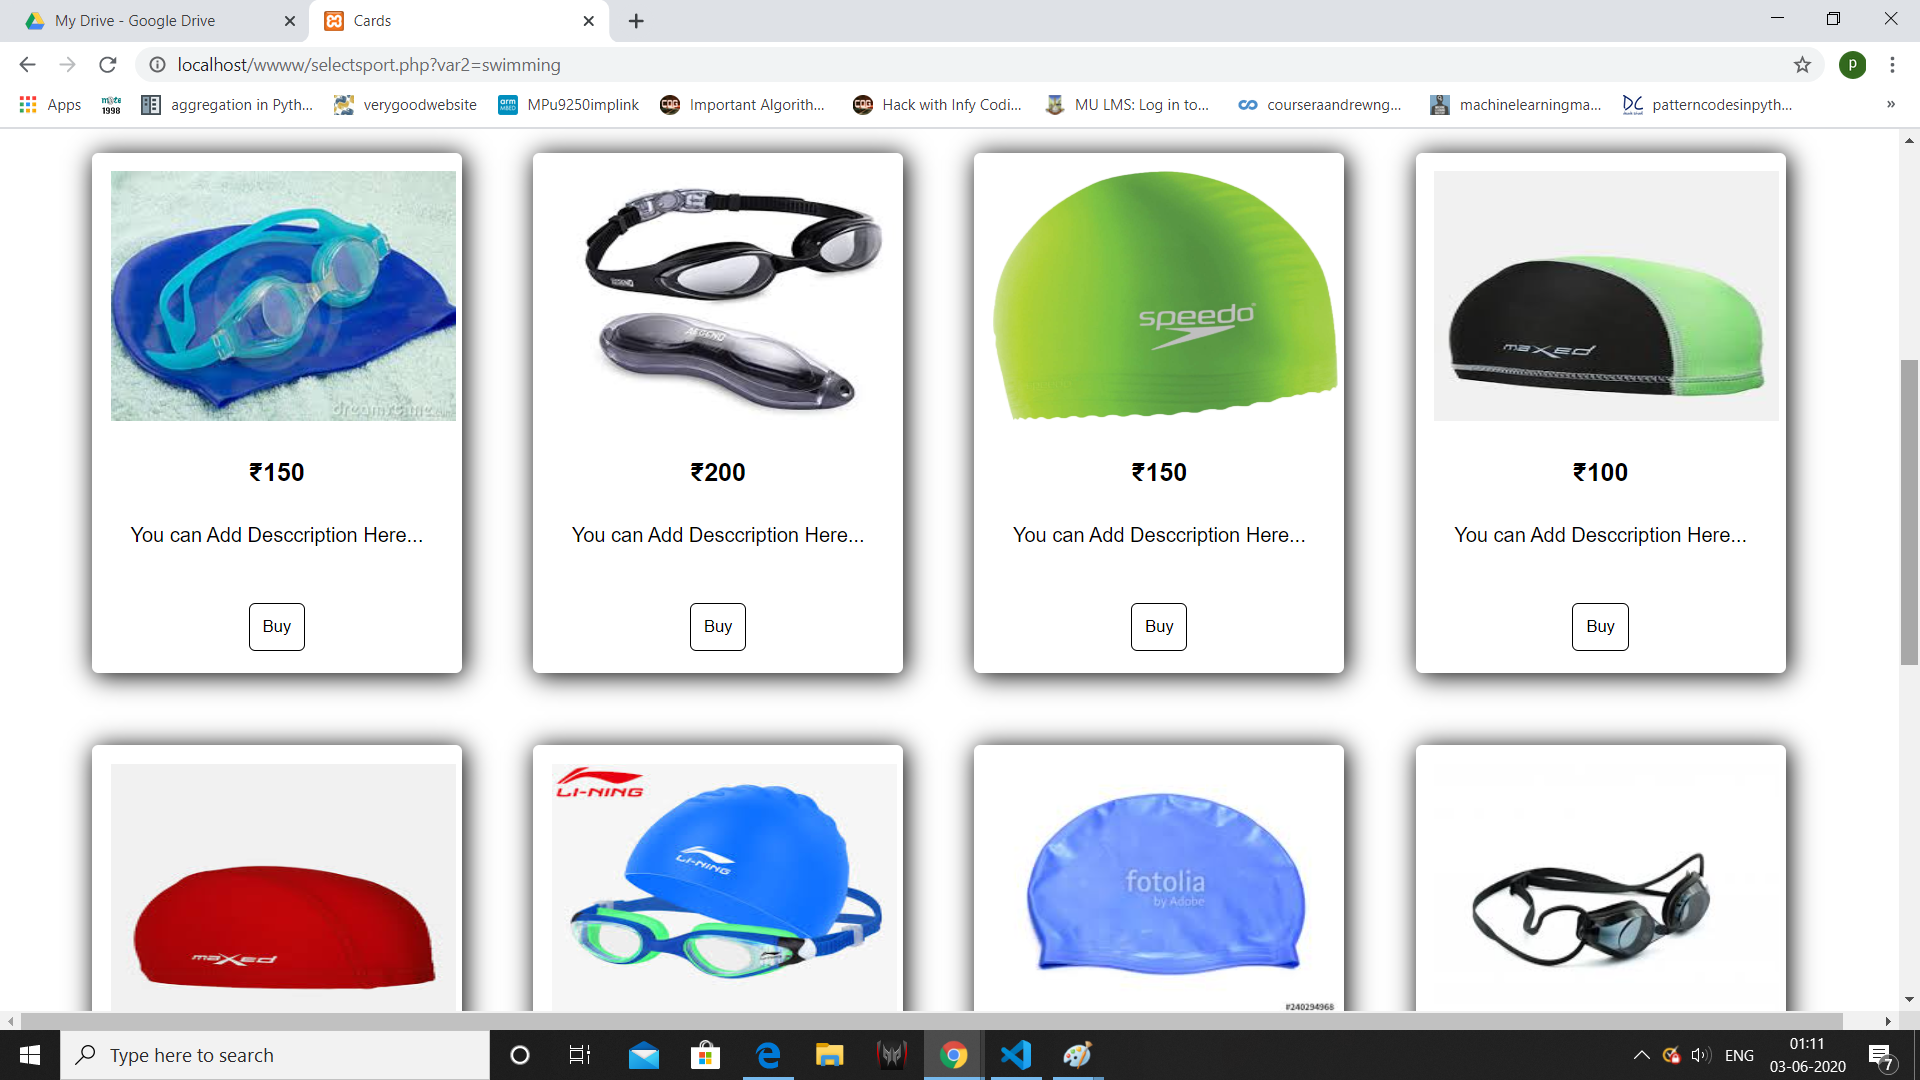 My Drive - Google Drive
Cards
localhost/wwww/selectsport.php?var2=swimming
P
Apps
1998
aggregation in Pyth...
verygoodwebsite
arm
MBED
MPu9250implink
Important Algorith...
Hack with Infy Codi...
MU LMS: Log in to...
courseraandrewng...
machinelearningma...
patterncodesinpyth...
»
speedo
maxed
₹150
₹200
₹150
₹100
You can Add Desccription Here...
You can Add Desccription Here...
You can Add Desccription Here...
You can Add Desccription Here...
Buy
Buy
Buy
Buy
maxed
LI-NING
LI-NING
fotolia
by Adobe
#240294968
Type here to search
ENG
01:11
03-06-2020
7